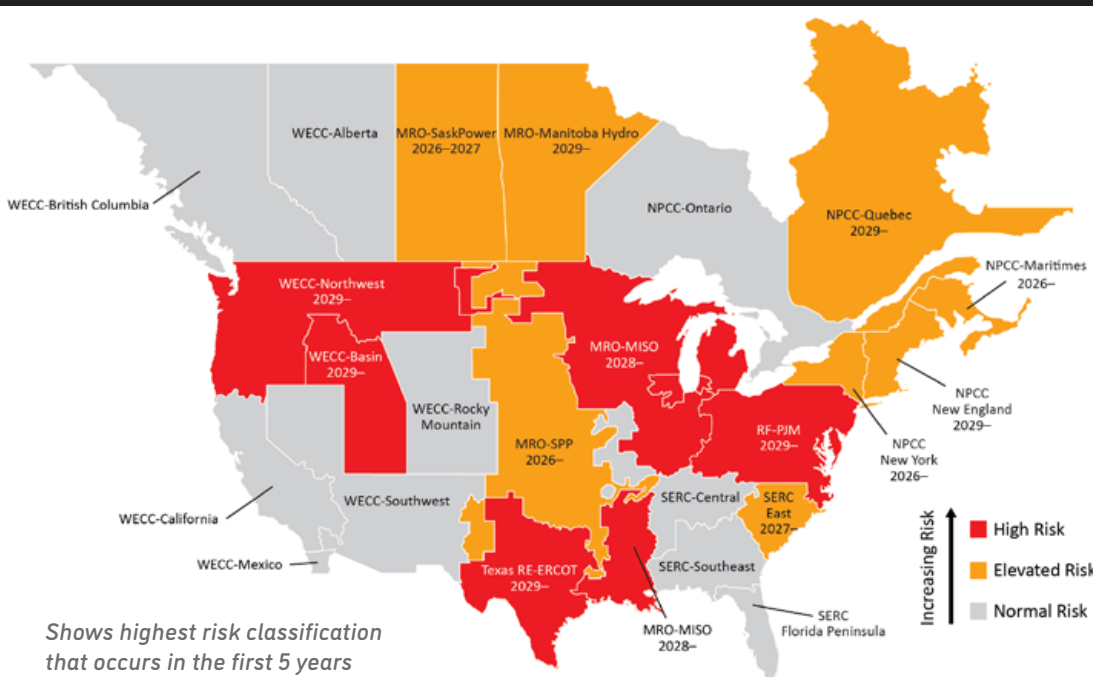 WECC-Alberta
MRO-SaskPower
2026–2027
MRO-Manitoba Hydro
2029–
WECC-British Columbia
NPCC-Ontario
NPCC-Quebec
2029–
NPCC-Maritimes
2026–
WECC-Northwest
2029–
WECC-Basin
2029–
MRO-MISO
2028–
WECC-Rocky
Mountain
NPCC
New England
2029–
RF-PJM
2029–
NPCC
New York
2026–
MRO-SPP
2026–
WECC-Southwest
SERC-Central
SERC
East
2027–
WECC-California
WECC-Mexico
Texas RE-ERCOT
2029–
SERC-Southeast
SERC
Florida Peninsula
MRO-MISO
2028–
Increasing Risk
High Risk
Elevated Risk
Normal Risk
Shows highest risk classification
that occurs in the first 5 years